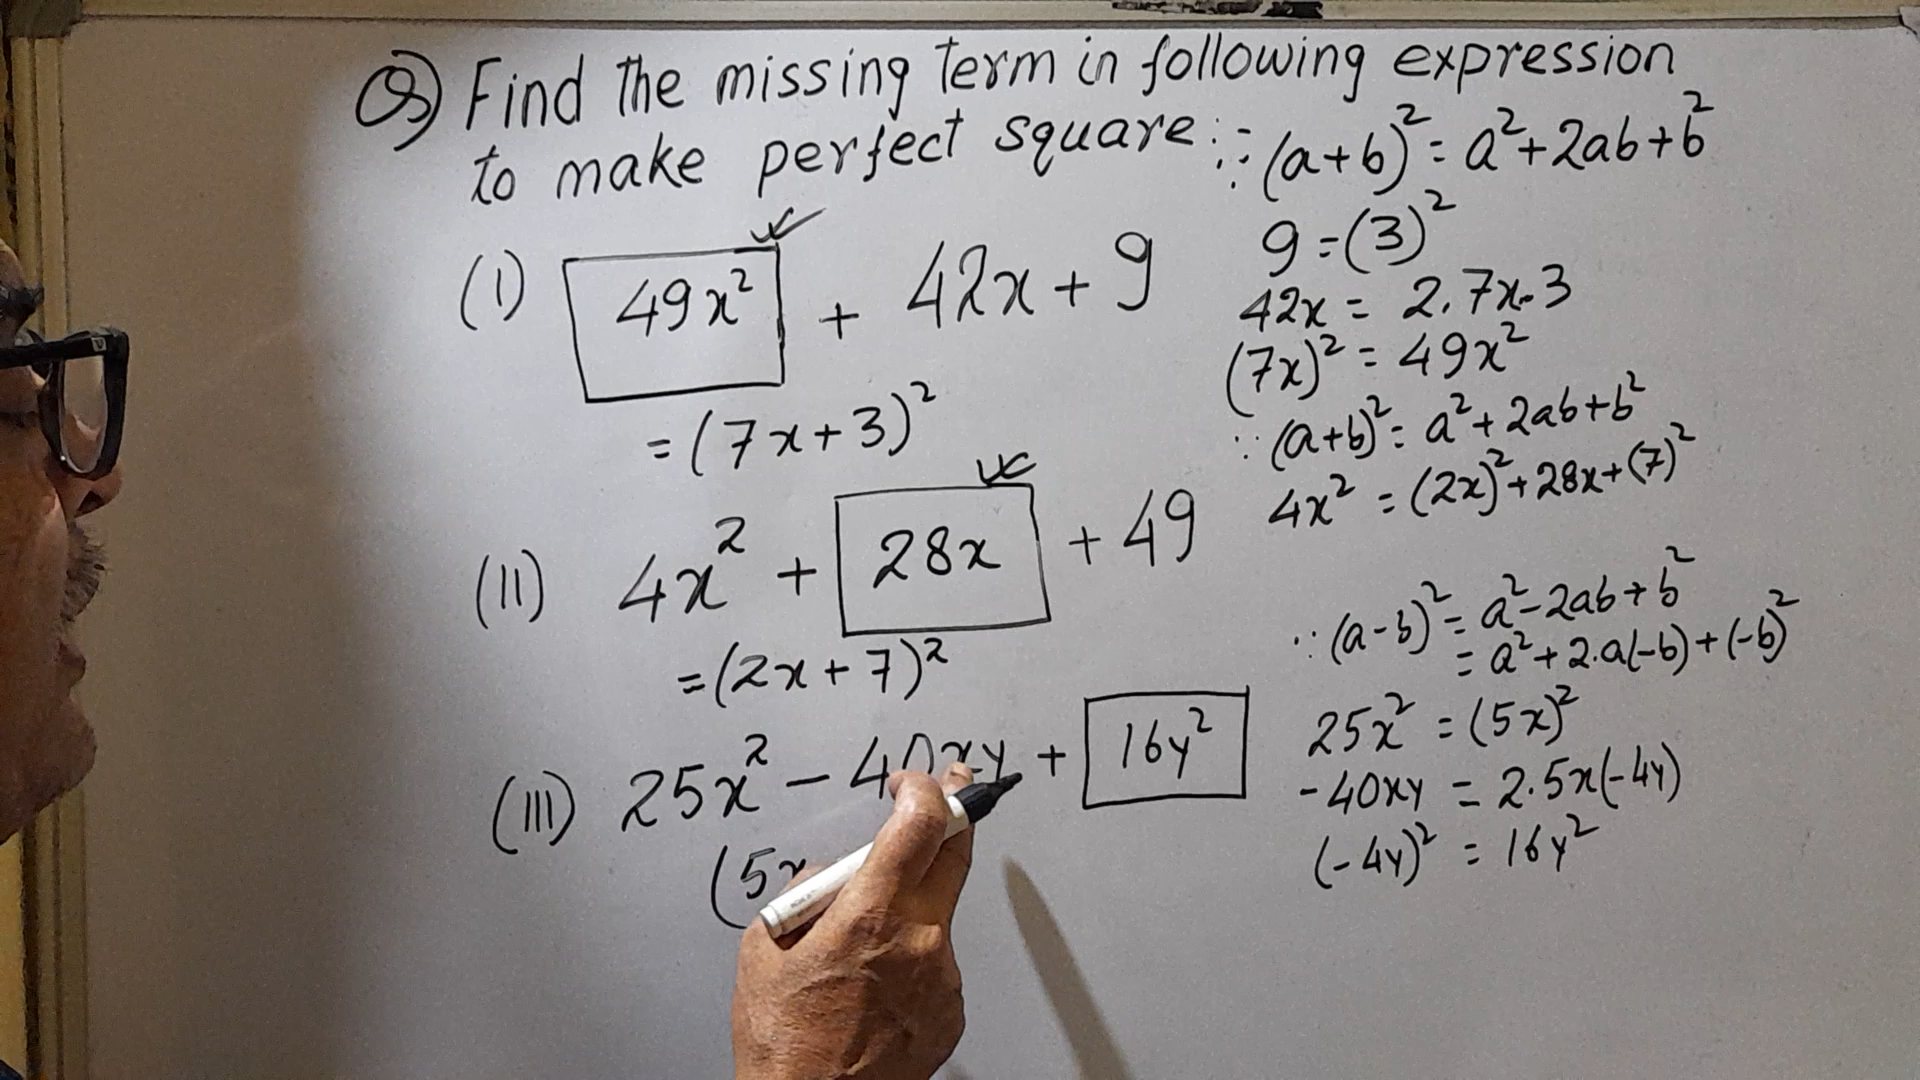 Q) Find the missing term in following expression
to make perfect square :-
∵ (a+b)² = a²+2ab+b²
(I) 49x² + 42x + 9
= (7x+3)²
9 = (3)²
42x = 2.7x.3
(7x)² = 49x²
(II) 4x² + 28x + 49
= (2x+7)²
∵ (a+b)² = a²+2ab+b²
4x² = (2x)²+28x+(7)²
(III) 25x² - 40xy + 16y²
(5x
∵ (a-b)² = a²-2ab+b²
= a²+2.a(-b)+(-b)²
25x² = (5x)²
-40xy = 2.5x(-4y)
(-4y)² = 16y²